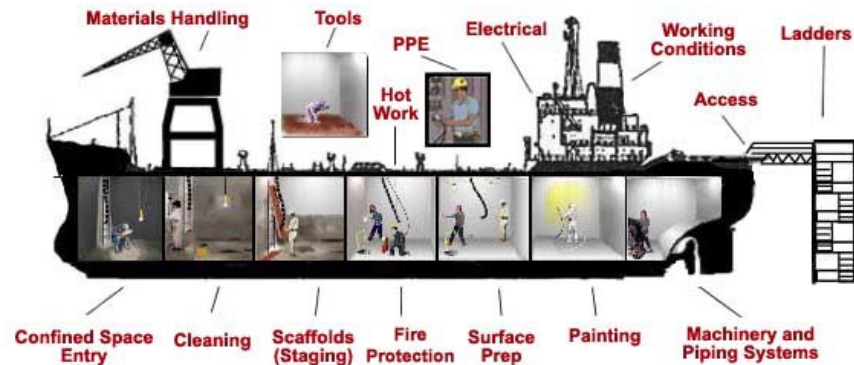 Materials Handling
Tools
PPE
Electrical
Working
Conditions
Ladders
Hot
Work
Access
Confined Space
Entry
Cleaning
Scaffolds
(Staging)
Fire
Protection
Surface
Prep
Painting
Machinery and
Piping Systems